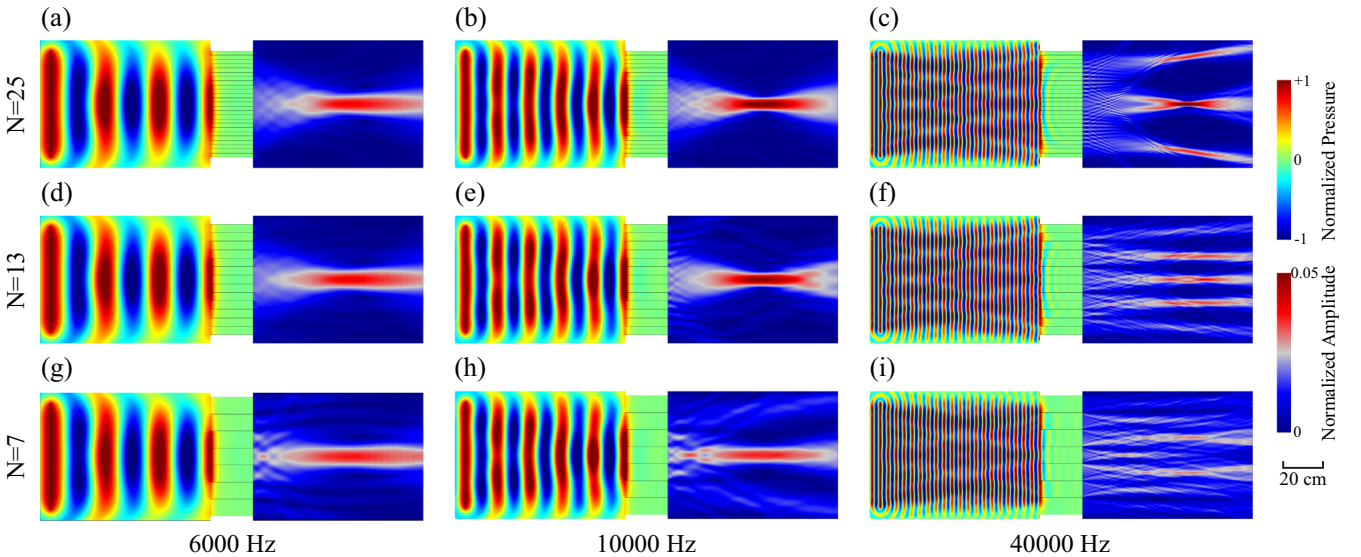 (a)
(b)
(c)
N=25
+1
0
-1
Normalized Pressure
(d)
(e)
(f)
N=13
0.05
0
Normalized Amplitude
(g)
(h)
(i)
N=7
20 cm
6000 Hz
10000 Hz
40000 Hz